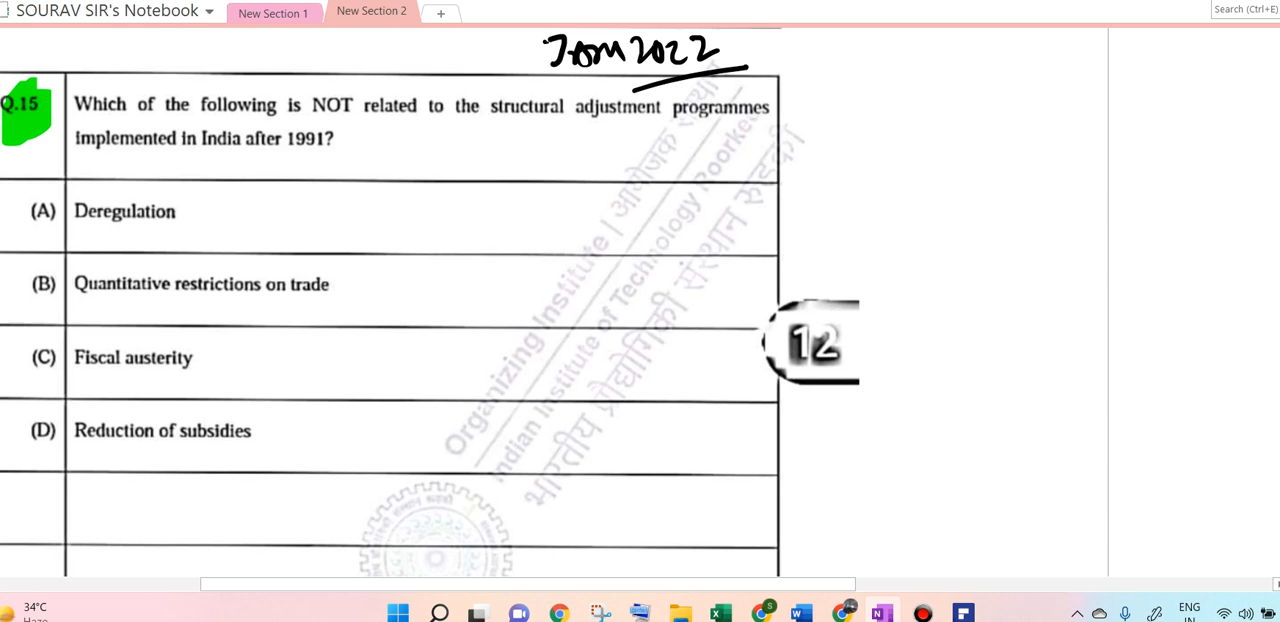 SOURAV SIR's Notebook
New Section 1
New Section 2
+
Search (Ctrl+E)
2022
Q.15
Which of the following is NOT related to the structural adjustment programmes
implemented in India after 1991?
(A) Deregulation
(B) Quantitative restrictions on trade
(C) Fiscal austerity
(D) Reduction of subsidies
12
Organizing Institute | आयोजक संस्थान
Indian Institute of Technology Roorkee
भारतीय प्रौद्योगिकी संस्थान रुड़की
34°C
Haze
ENG
IN